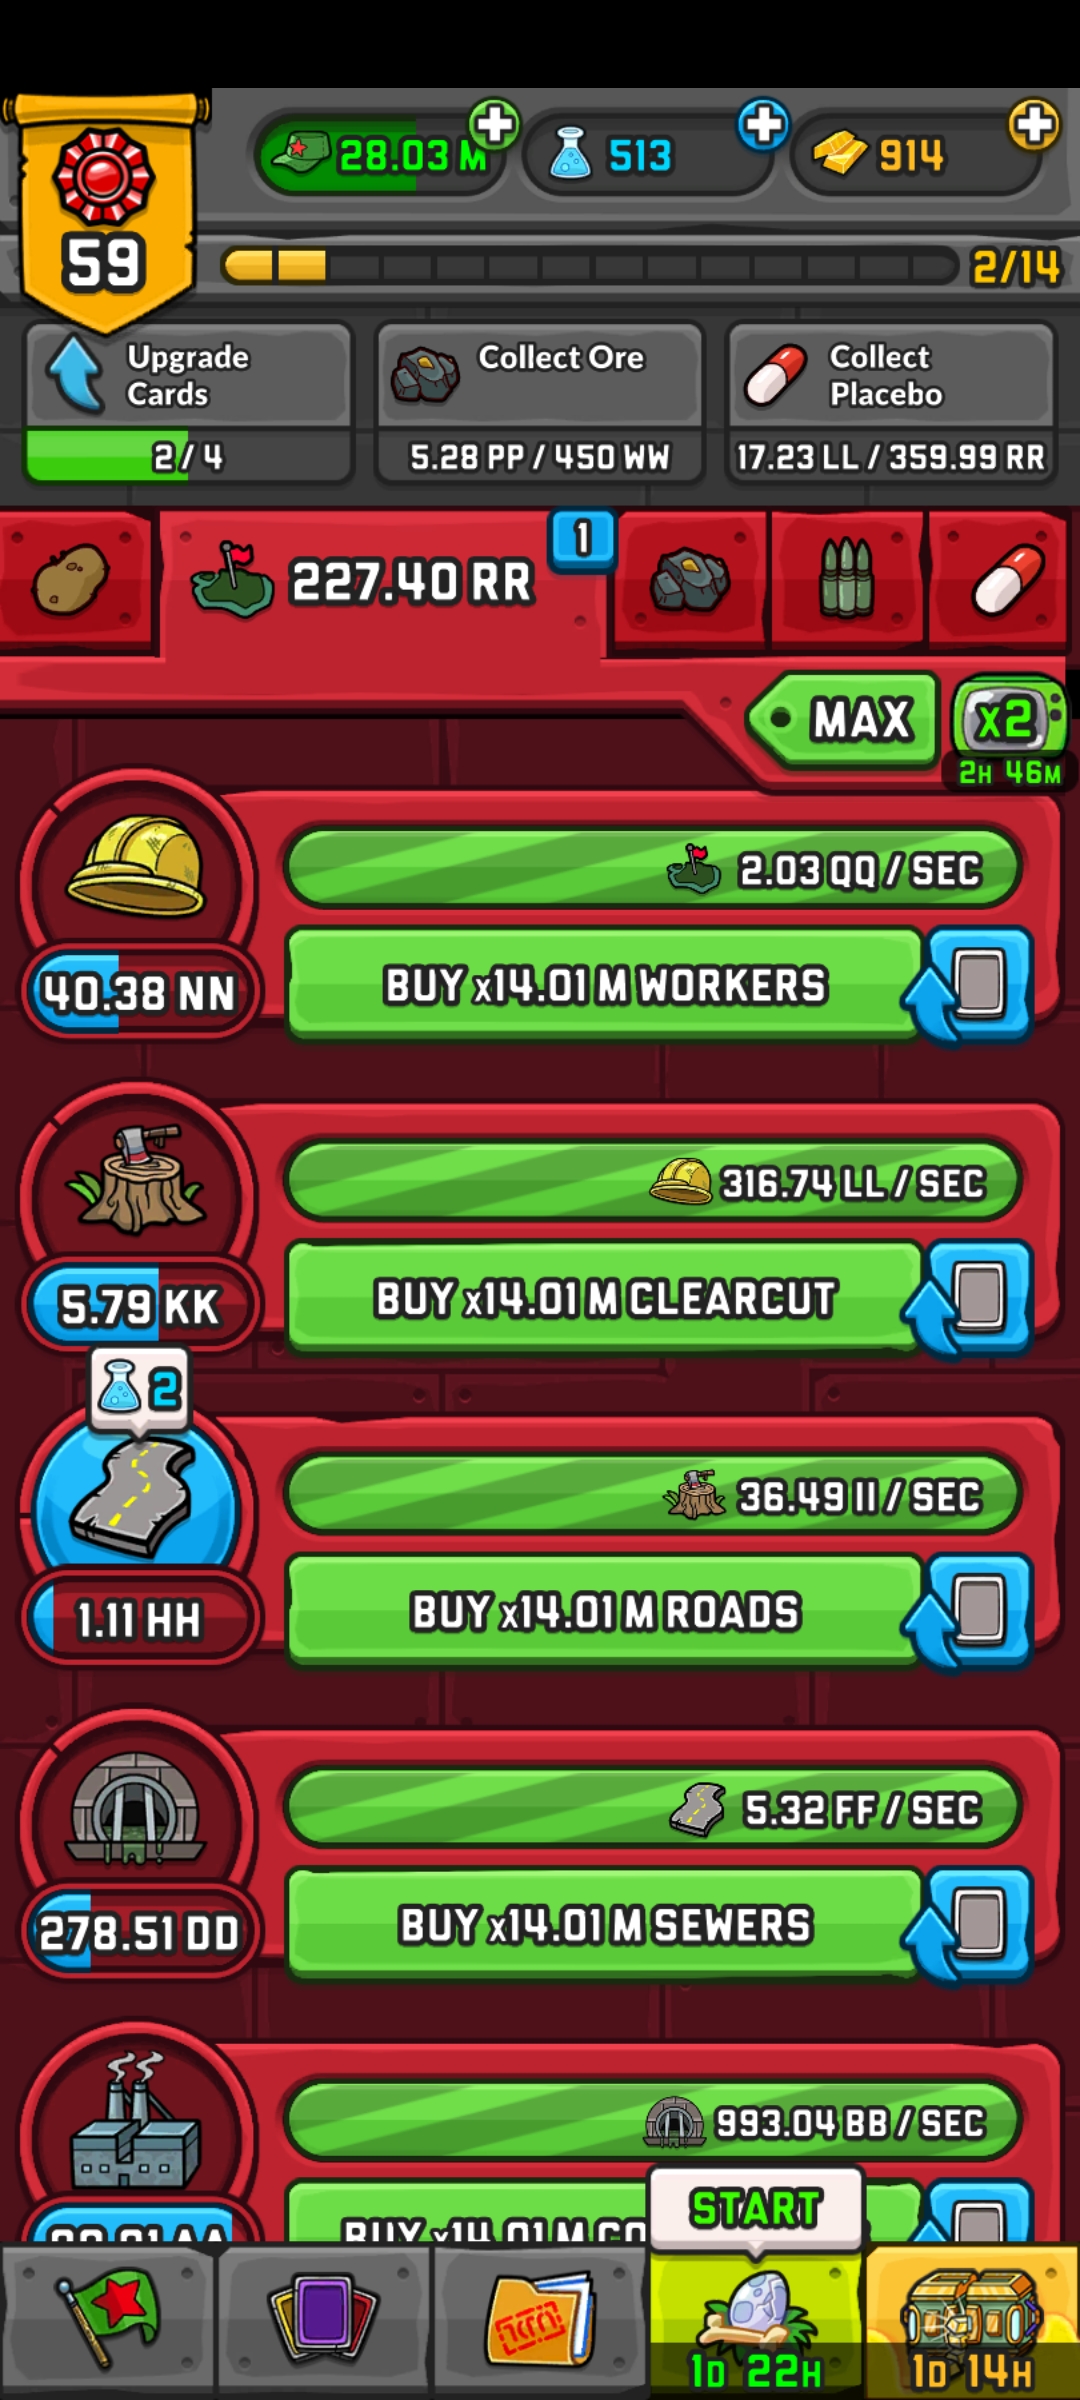 28.03 M
513
914
59
2/14
Upgrade
Cards
2/4
Collect Ore
5.28 PP / 450 WW
Collect
Placebo
17.23 LL / 359.99 RR
227.40 RR
1
MAX
x2
2H 46M
2.03 QQ / SEC
40.38 NN
BUY x14.01 M WORKERS
316.74 LL / SEC
5.79 KK
BUY x14.01 M CLEARCUT
2
36.49 II / SEC
1.11 HH
BUY x14.01 M ROADS
5.32 FF / SEC
278.51 DD
BUY x14.01 M SEWERS
993.04 BB / SEC
BUY x14.01 M CO
START
1D 22H
1D 14H